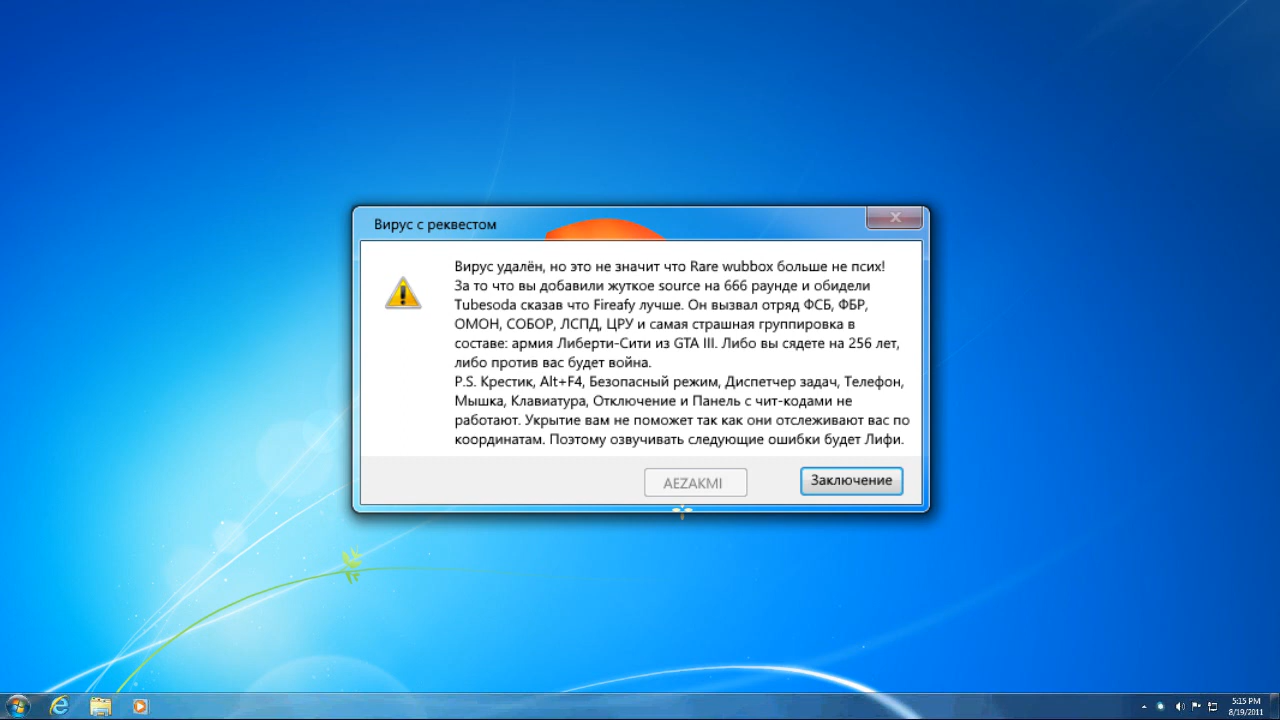 Вирус с реквестом
Вирус удалён, но это не значит что Rare wubbox больше не псих!
За то что вы добавили жуткое source на 666 раунде и обидели
Tubesoda сказав что Fireafy лучше. Он вызвал отряд ФСБ, ФБР,
ОМОН, СОБОР, ЛСПД, ЦРУ и самая страшная группировка в
составе: армия Либерти-Сити из GTA III. Либо вы сядете на 256 лет,
либо против вас будет война.
P.S. Крестик, Alt+F4, Безопасный режим, Диспетчер задач, Телефон,
Мышка, Клавиатура, Отключение и Панель с чит-кодами не
работают. Укрытие вам не поможет так как они отслеживают вас по
координатам. Поэтому озвучивать следующие ошибки будет Лифи.
AEZAKMI
Заключение
5:15 PM
8/19/2011